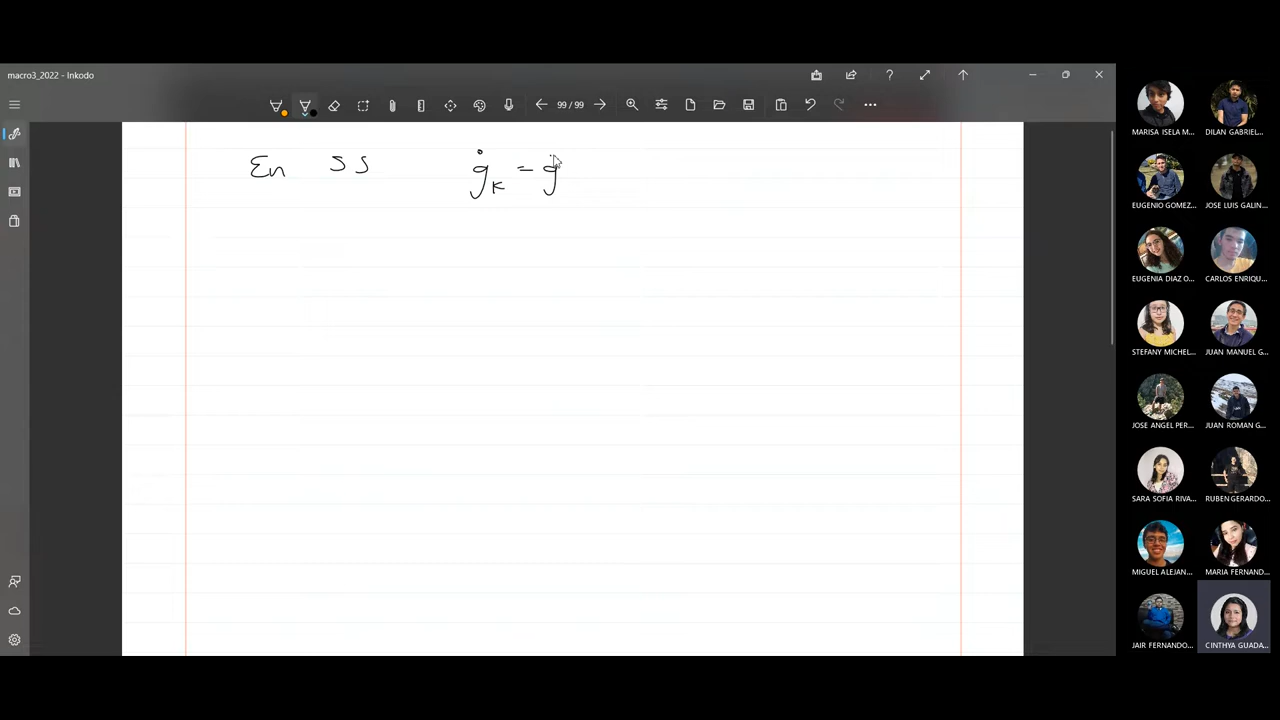 macro3_2022 - Inkodo
99 / 99
En SS ġ_K = ġ
MARISA ISELA M...
DILAN GABRIEL...
EUGENIO GOMEZ...
JOSE LUIS GALIN...
EUGENIA DIAZ O...
CARLOS ENRIQU...
STEFANY MICHEL...
JUAN MANUEL G...
JOSE ANGEL PER...
JUAN ROMAN G...
SARA SOFIA RIVA...
RUBEN GERARDO...
MIGUEL ALEJAN...
MARIA FERNAND...
JAIR FERNANDO...
CINTHYA GUADA...